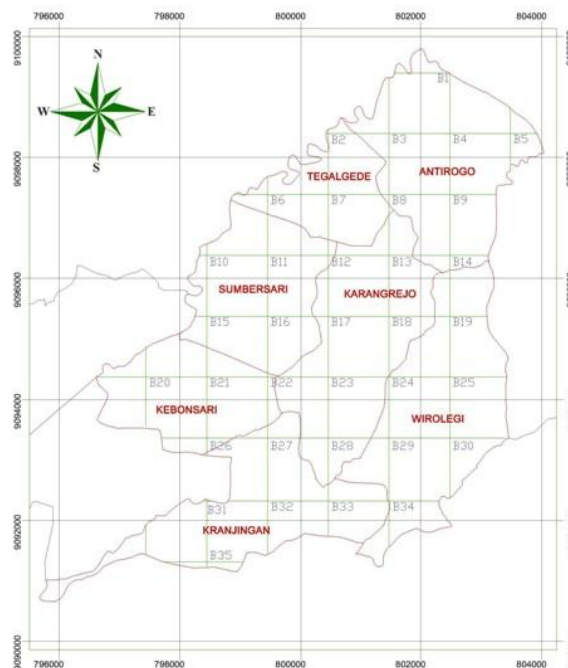 796000 798000 800000 802000 804000
9100000
N
W E
S
B1
B2 B3 B4 B5
9098000
TEGALGEDE ANTIROGO
B6 B7 B8 B9
B10 B11 B12 B13 B14
9096000
SUMBERSARI KARANGREJO
B15 B16 B17 B18 B19
B20 B21 B22 B23 B24 B25
9094000
KEBONSARI WIROLEGI
B26 B27 B28 B29 B30
B31 B32 B33 B34
9092000
KRANJINGAN
B35
9090000
796000 798000 800000 802000 804000